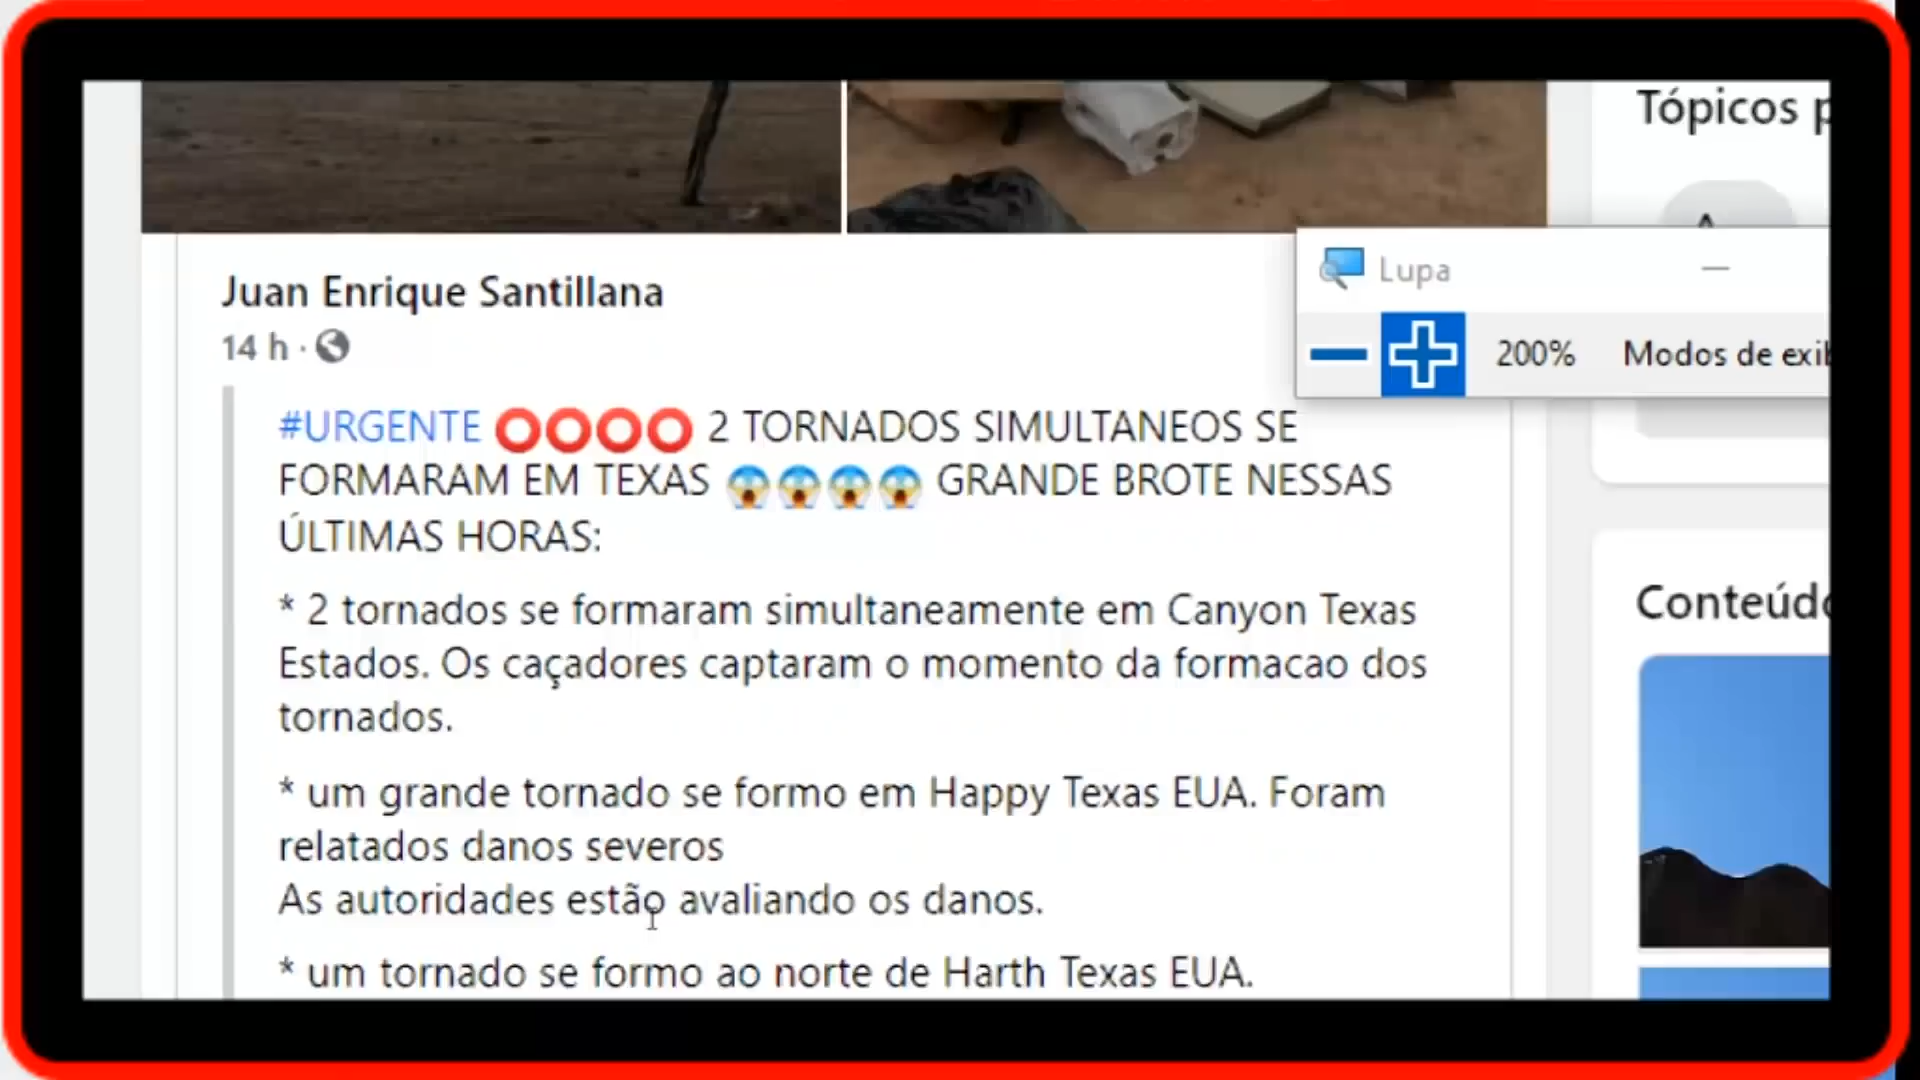 Tópicos p
Juan Enrique Santillana
14 h ·
Lupa
200% Modos de exib
#URGENTE ⭕⭕⭕⭕ 2 TORNADOS SIMULTANEOS SE
FORMARAM EM TEXAS 😱😱😱😱 GRANDE BROTE NESSAS
ÚLTIMAS HORAS:
* 2 tornados se formaram simultaneamente em Canyon Texas
Estados. Os caçadores captaram o momento da formacao dos
tornados.
* um grande tornado se formo em Happy Texas EUA. Foram
relatados danos severos
As autoridades estão avaliando os danos.
* um tornado se formo ao norte de Harth Texas EUA.
Conteúdo